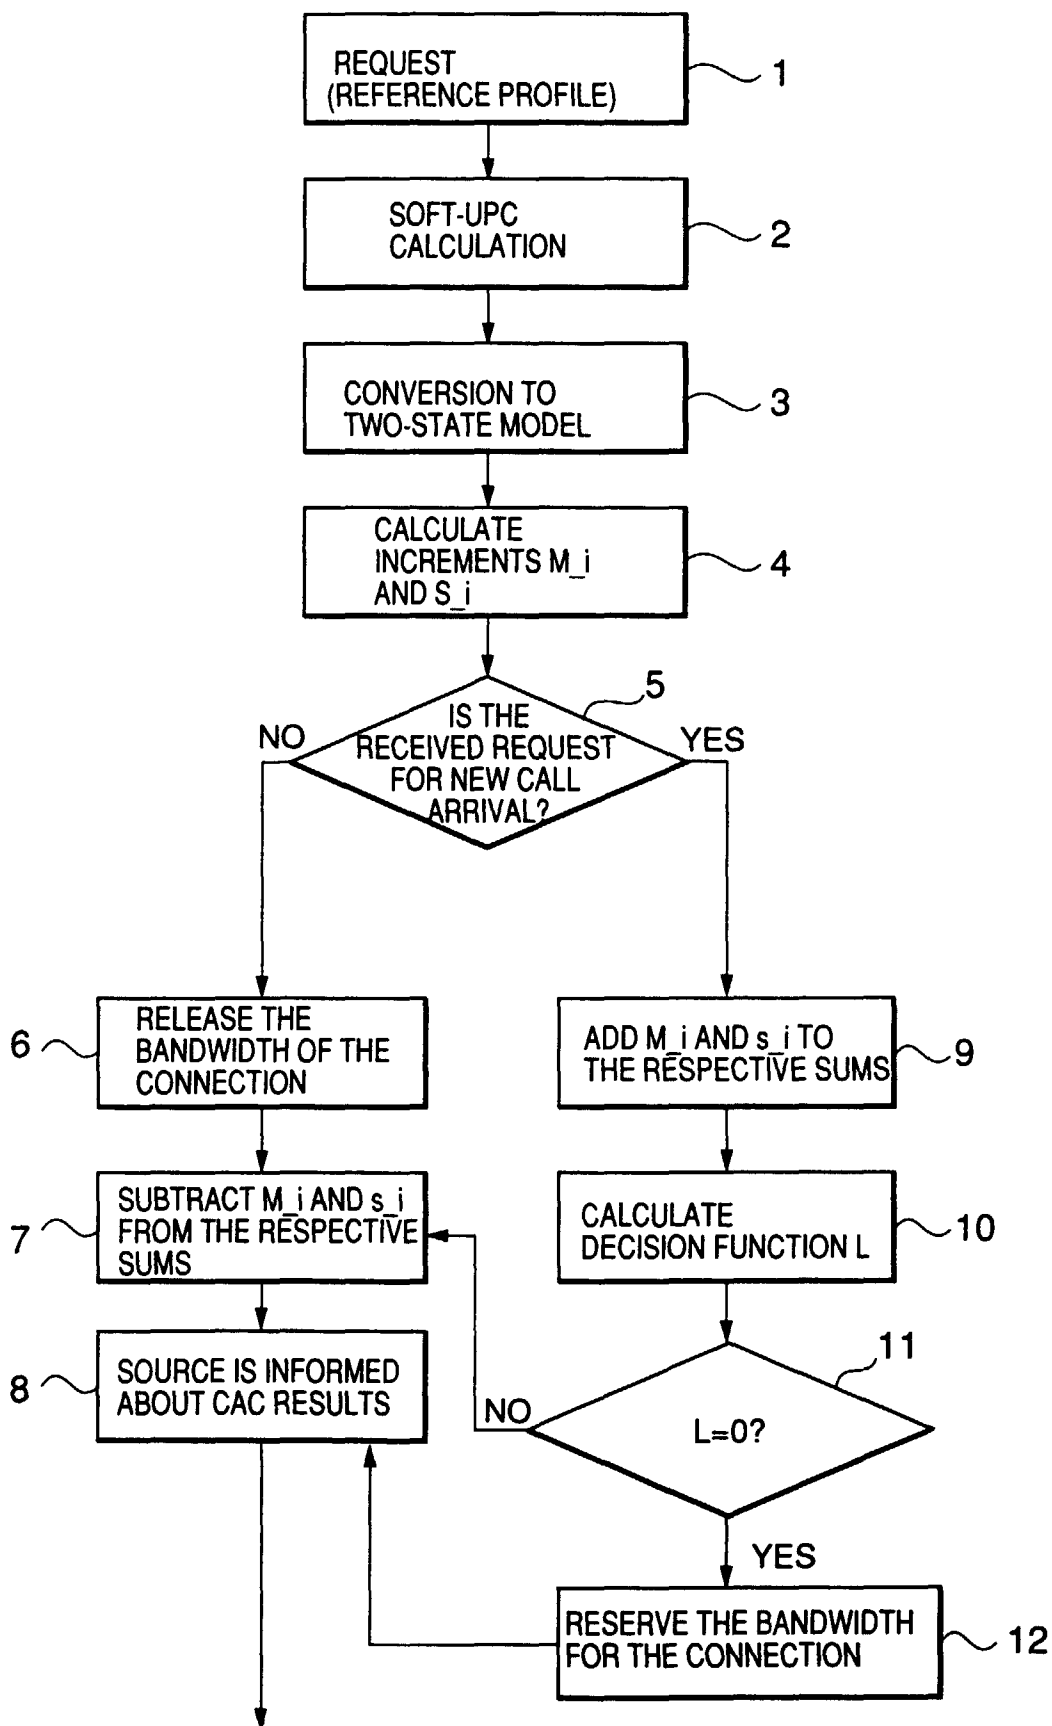 REQUEST
(REFERENCE PROFILE)
1
SOFT-UPC
CALCULATION
2
CONVERSION TO
TWO-STATE MODEL
3
CALCULATE
INCREMENTS M_i
AND S_i
4
5
IS THE
RECEIVED REQUEST
FOR NEW CALL
ARRIVAL?
NO
YES
RELEASE THE
BANDWIDTH OF THE
CONNECTION
6
ADD M_i AND s_i TO
THE RESPECTIVE SUMS
9
SUBTRACT M_i AND s_i
FROM THE RESPECTIVE
SUMS
7
CALCULATE
DECISION FUNCTION L
10
SOURCE IS INFORMED
ABOUT CAC RESULTS
8
11
NO
L=0?
YES
RESERVE THE BANDWIDTH
FOR THE CONNECTION
12